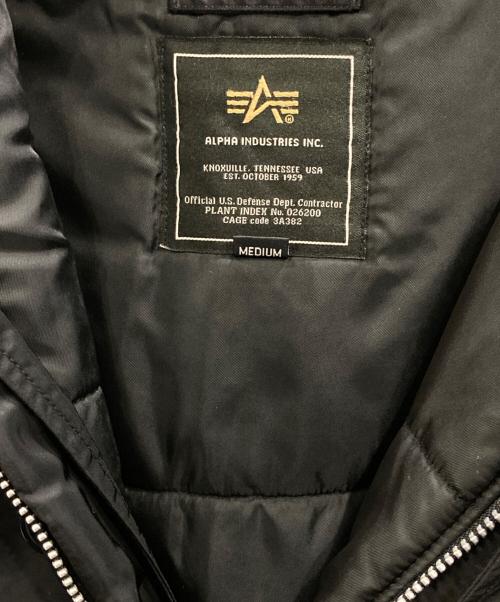 ALPHA INDUSTRIES INC.
KNOXVILLE, TENNESSEE USA
EST. OCTOBER 1959
Official U.S. Defense Dept. Contractor
PLANT INDEX No. 026200
CAGE code 3A382
MEDIUM